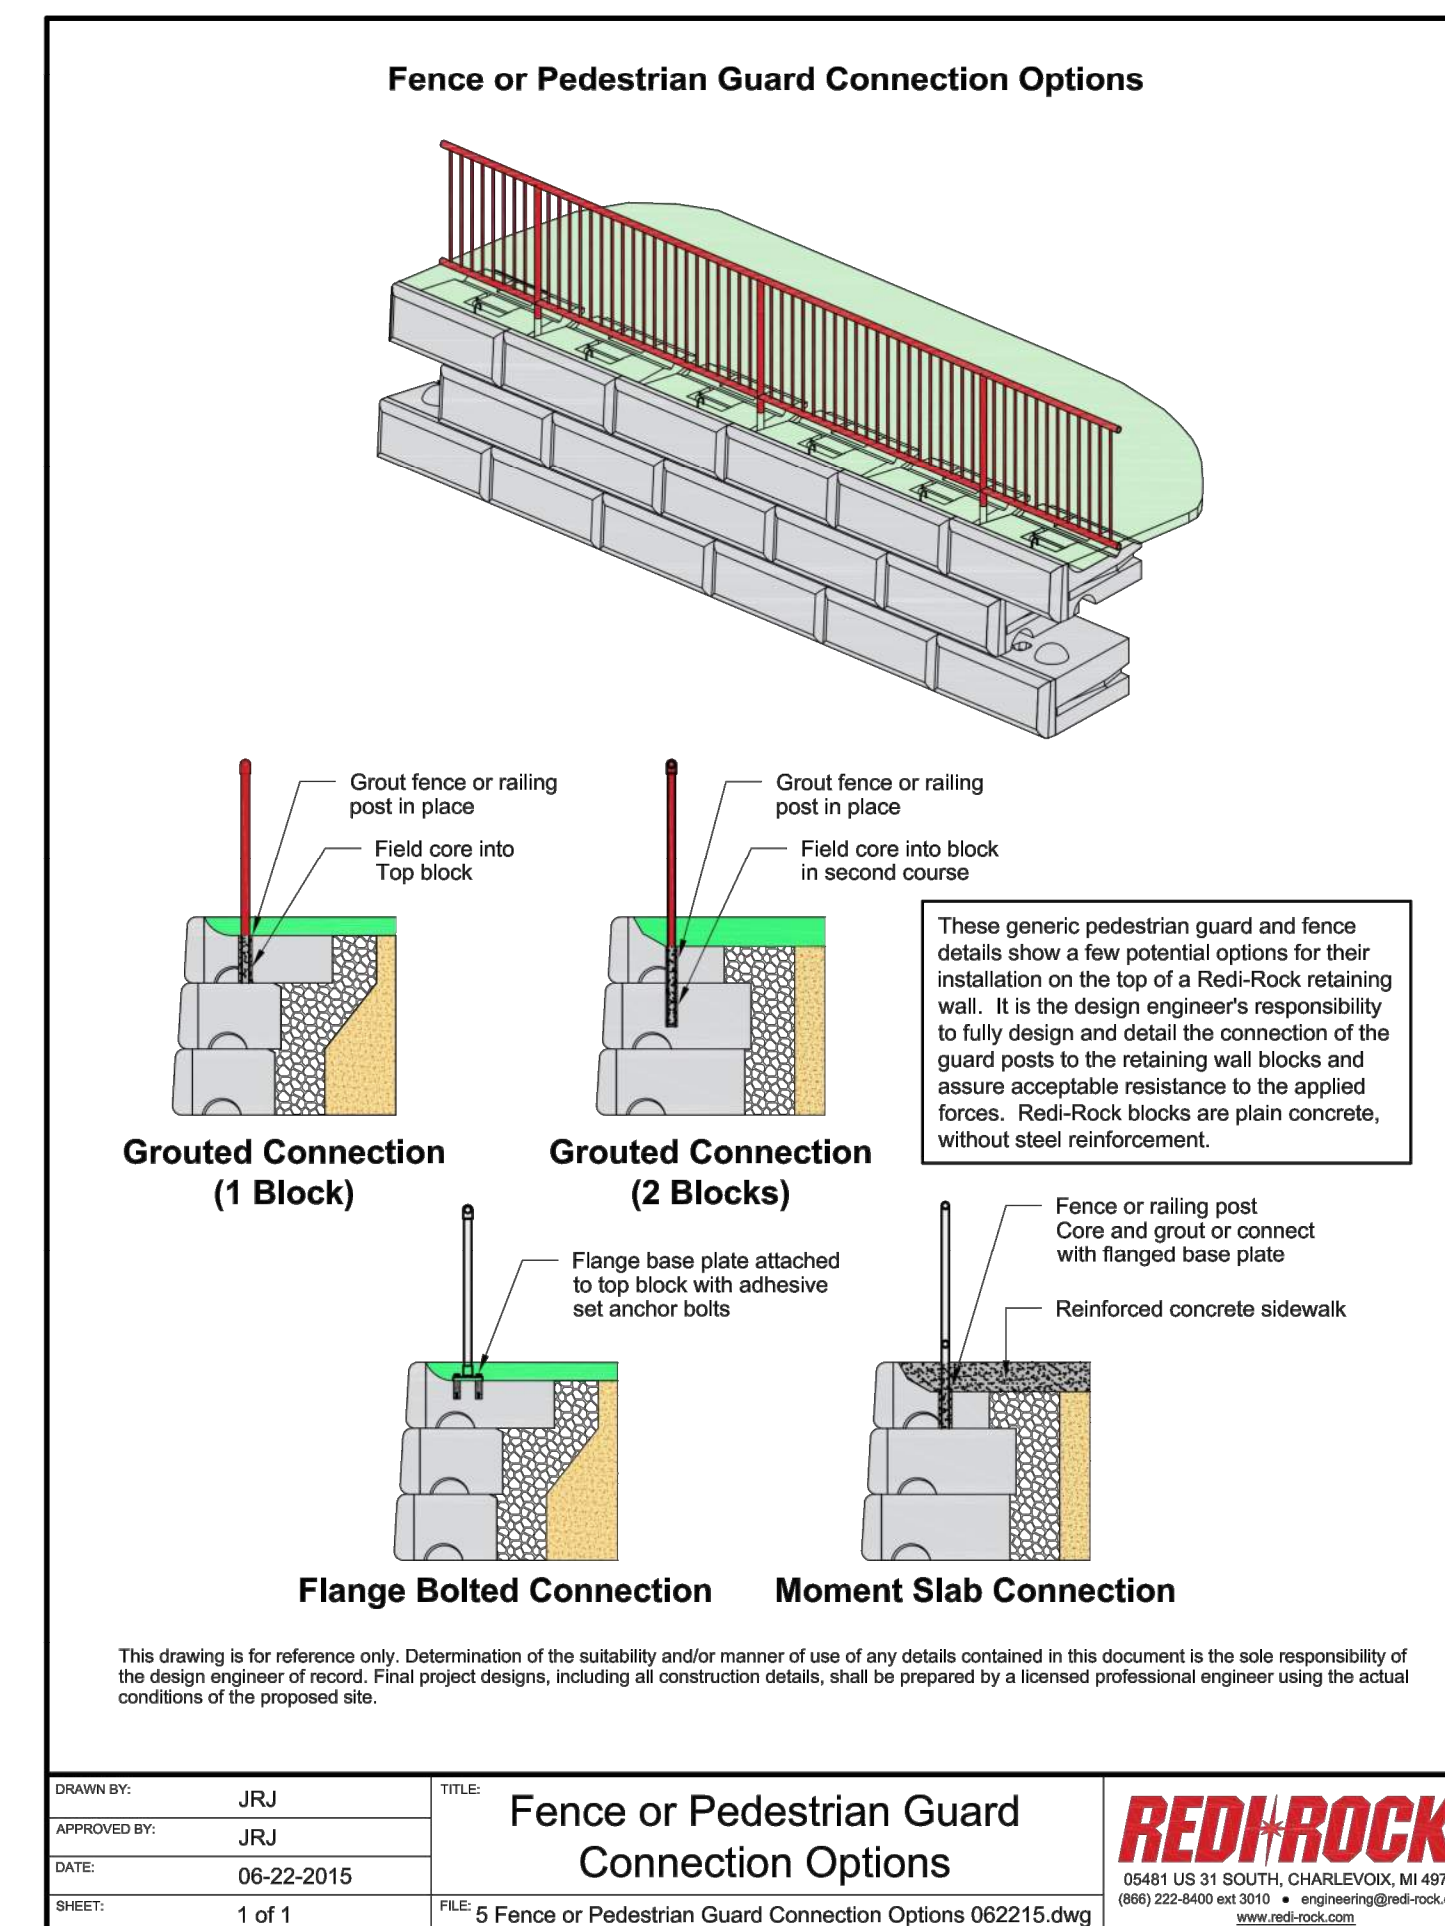 Fence or Pedestrian Guard Connection Options
Grout fence or railing
post in place
Field core into
Top block
Grout fence or railing
post in place
Field core into block
in second course
These generic pedestrian guard and fence
details show a few potential options for their
installation on the top of a Redi-Rock retaining
wall.  It is the design engineer's responsibility
to fully design and detail the connection of the
guard posts to the retaining wall blocks and
assure acceptable resistance to the applied
forces.  Redi-Rock blocks are plain concrete,
without steel reinforcement.
Grouted Connection
(1 Block)
Grouted Connection
(2 Blocks)
Flange base plate attached
to top block with adhesive
set anchor bolts
Fence or railing post
Core and grout or connect
with flanged base plate
Reinforced concrete sidewalk
Flange Bolted Connection
Moment Slab Connection
This drawing is for reference only. Determination of the suitability and/or manner of use of any details contained in this document is the sole responsibility of
the design engineer of record. Final project designs, including all construction details, shall be prepared by a licensed professional engineer using the actual
conditions of the proposed site.
DRAWN BY: JRJ
APPROVED BY: JRJ
DATE: 06-22-2015
SHEET: 1 of 1
TITLE:
Fence or Pedestrian Guard
Connection Options
FILE: 5 Fence or Pedestrian Guard Connection Options 062215.dwg
REDI-ROCK
05481 US 31 SOUTH, CHARLEVOIX, MI 497
(866) 222-8400 ext 3010 • engineering@redi-rock.
www.redi-rock.com